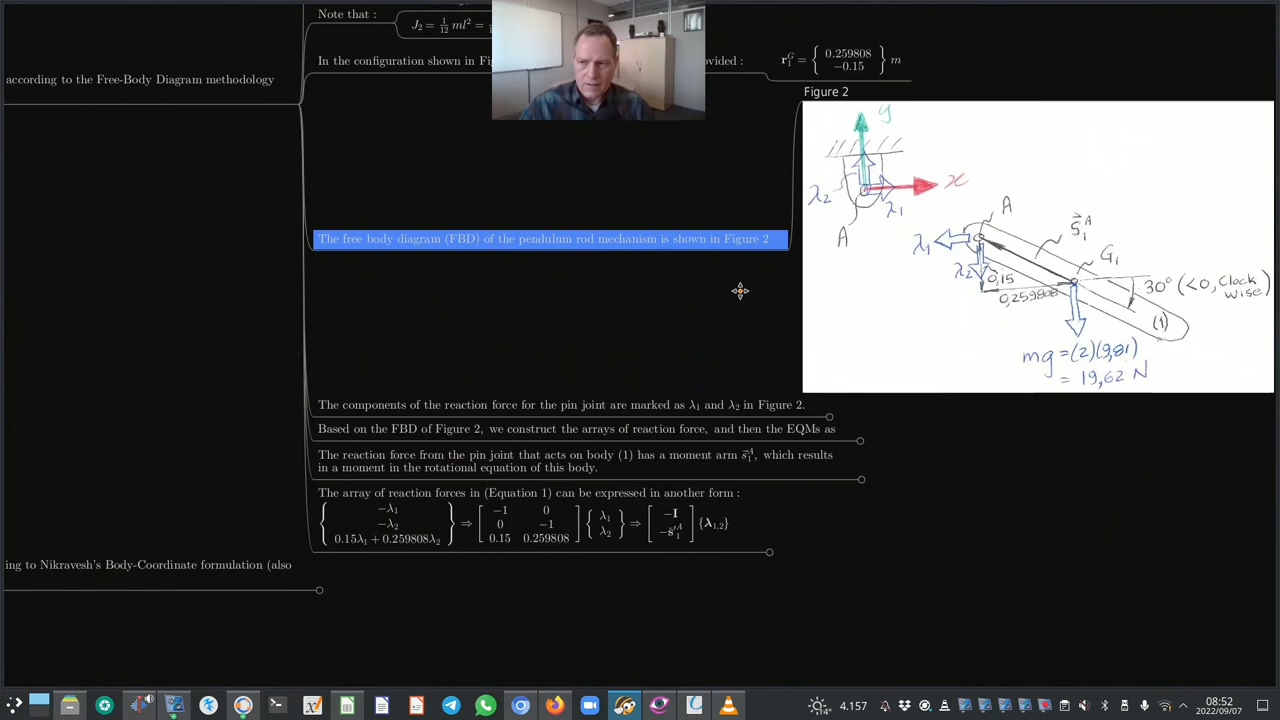 Note that :
J₂ = 1/12 ml² =
In the configuration shown in Fig
ovided :
r₁ᴳ = { 0.259808
−0.15 } m
according to the Free-Body Diagram methodology
Figure 2
y
x
λ₂
λ₁
A
A
λ₁
λ₂
s⃗₁ᴬ
G₁
0,15
0,259808
30° (<0, Clock
wise)
(1)
mg = (2)(9,81)
= 19,62 N
The free body diagram (FBD) of the pendulum rod mechanism is shown in Figure 2
The components of the reaction force for the pin joint are marked as λ₁ and λ₂ in Figure 2.
Based on the FBD of Figure 2, we construct the arrays of reaction force, and then the EQMs as
The reaction force from the pin joint that acts on body (1) has a moment arm s⃗₁ᴬ, which results
in a moment in the rotational equation of this body.
The array of reaction forces in (Equation 1) can be expressed in another form :
{ −λ₁ ⇒ [ −1 0
−λ₂ 0 −1 ] { λ₁ λ₂ } ⇒ [ −I −s̆′₁ᴬ ] {λ₁,₂}
0.15λ₁ + 0.259808λ₂ } 0.15 0.259808
ing to Nikravesh's Body-Coordinate formulation (also
14°
4.157
08:52
2022/09/07